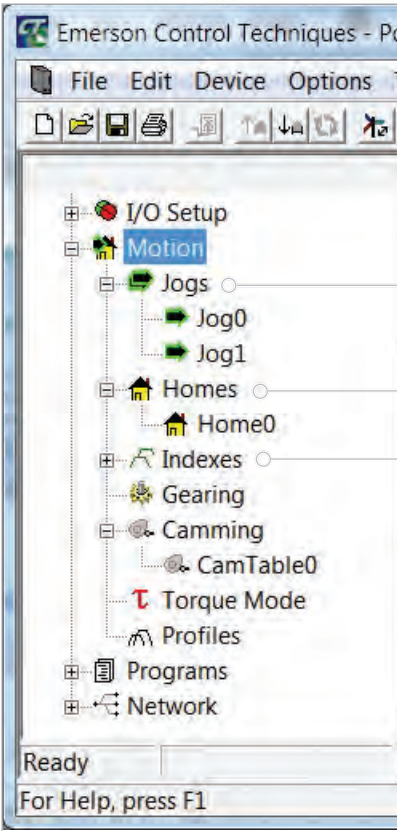 Emerson Control Techniques - Po
File Edit Device Options
I/O Setup
Motion
Jogs
Jog0
Jog1
Homes
Home0
Indexes
Gearing
Camming
CamTable0
Torque Mode
Profiles
Programs
Network
Ready
For Help, press F1